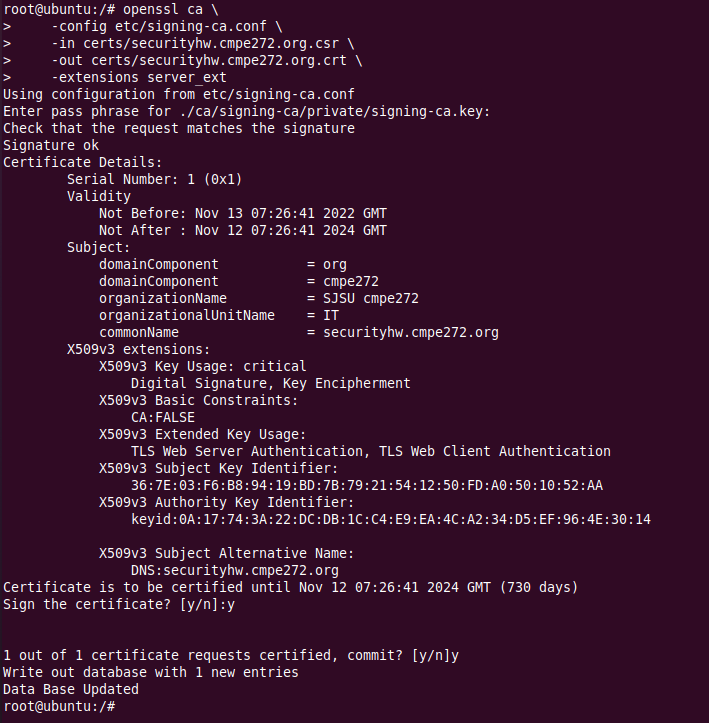 root@ubuntu:/# openssl ca \
>     -config etc/signing-ca.conf \
>     -in certs/securityhw.cmpe272.org.csr \
>     -out certs/securityhw.cmpe272.org.crt \
>     -extensions server_ext
Using configuration from etc/signing-ca.conf
Enter pass phrase for ./ca/signing-ca/private/signing-ca.key:
Check that the request matches the signature
Signature ok
Certificate Details:
        Serial Number: 1 (0x1)
        Validity
            Not Before: Nov 13 07:26:41 2022 GMT
            Not After : Nov 12 07:26:41 2024 GMT
        Subject:
            domainComponent           = org
            domainComponent           = cmpe272
            organizationName          = SJSU cmpe272
            organizationalUnitName    = IT
            commonName                = securityhw.cmpe272.org
        X509v3 extensions:
            X509v3 Key Usage: critical
                Digital Signature, Key Encipherment
            X509v3 Basic Constraints:
                CA:FALSE
            X509v3 Extended Key Usage:
                TLS Web Server Authentication, TLS Web Client Authentication
            X509v3 Subject Key Identifier:
                36:7E:03:F6:B8:94:19:BD:7B:79:21:54:12:50:FD:A0:50:10:52:AA
            X509v3 Authority Key Identifier:
                keyid:0A:17:74:3A:22:DC:DB:1C:C4:E9:EA:4C:A2:34:D5:EF:96:4E:30:14

            X509v3 Subject Alternative Name:
                DNS:securityhw.cmpe272.org
Certificate is to be certified until Nov 12 07:26:41 2024 GMT (730 days)
Sign the certificate? [y/n]:y


1 out of 1 certificate requests certified, commit? [y/n]y
Write out database with 1 new entries
Data Base Updated
root@ubuntu:/#